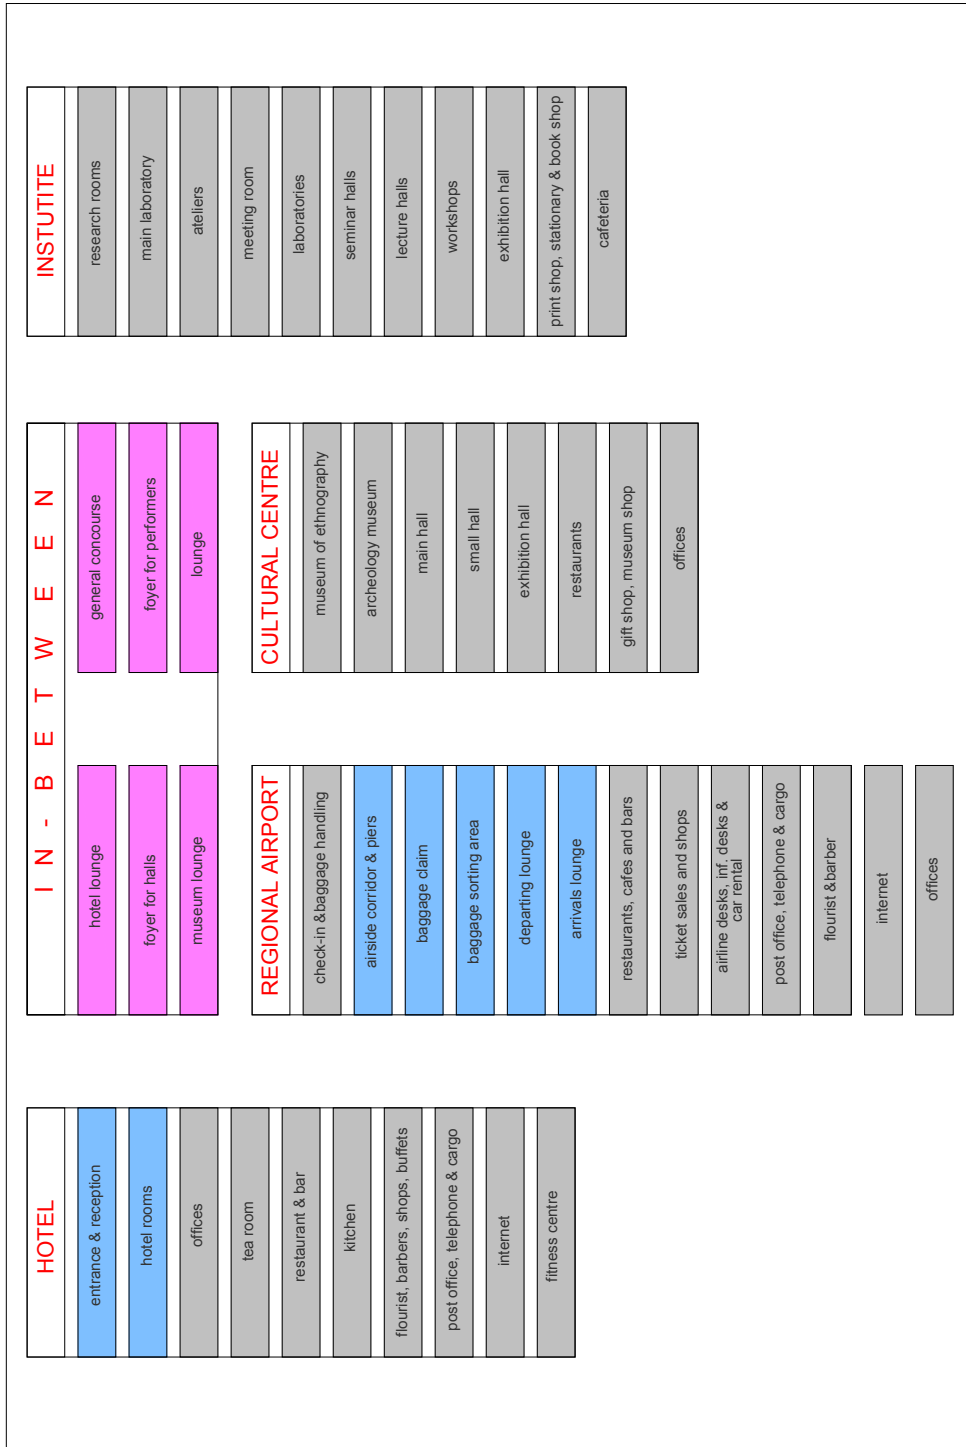 HOTEL
entrance & reception
hotel rooms
offices
tea room
restaurant & bar
kitchen
flourist, barbers, shops, buffets
post office, telephone & cargo
internet
fitness centre
IN-BETWEEN
hotel lounge
foyer for halls
museum lounge
general concourse
foyer for performers
lounge
REGIONAL AIRPORT
check-in &baggage handling
airside corridor & piers
baggage claim
baggage sorting area
departing lounge
arrivals lounge
restaurants, cafes and bars
ticket sales and shops
airline desks, inf. desks &
car rental
post office, telephone & cargo
flourist &barber
internet
offices
CULTURAL CENTRE
museum of ethnography
archeology museum
main hall
small hall
exhibition hall
restaurants
gift shop, museum shop
offices
INSTUTITE
research rooms
main laboratory
ateliers
meeting room
laboratories
seminar halls
lecture halls
workshops
exhibition hall
print shop, stationary & book shop
cafeteria